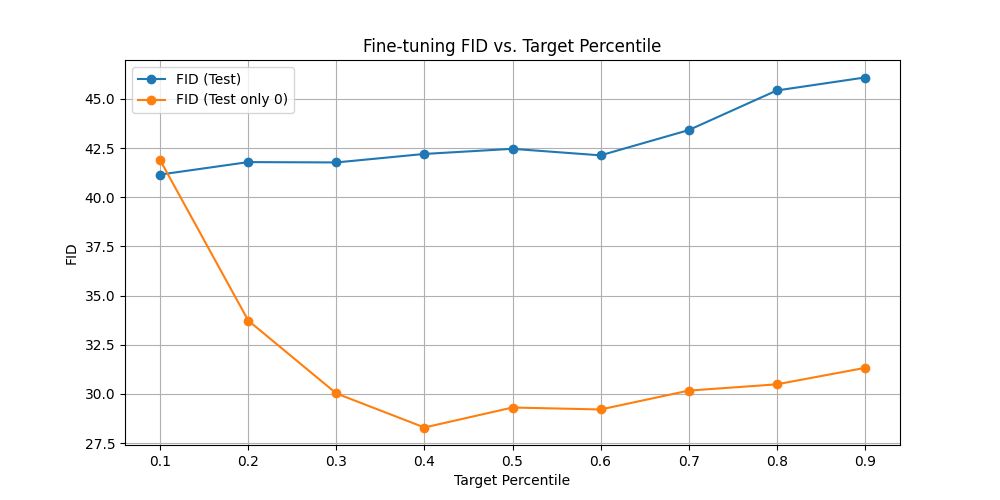 Fine-tuning FID vs. Target Percentile
FID (Test)
FID (Test only 0)
45.0
42.5
40.0
37.5
35.0
32.5
30.0
27.5
FID
0.1 0.2 0.3 0.4 0.5 0.6 0.7 0.8 0.9
Target Percentile